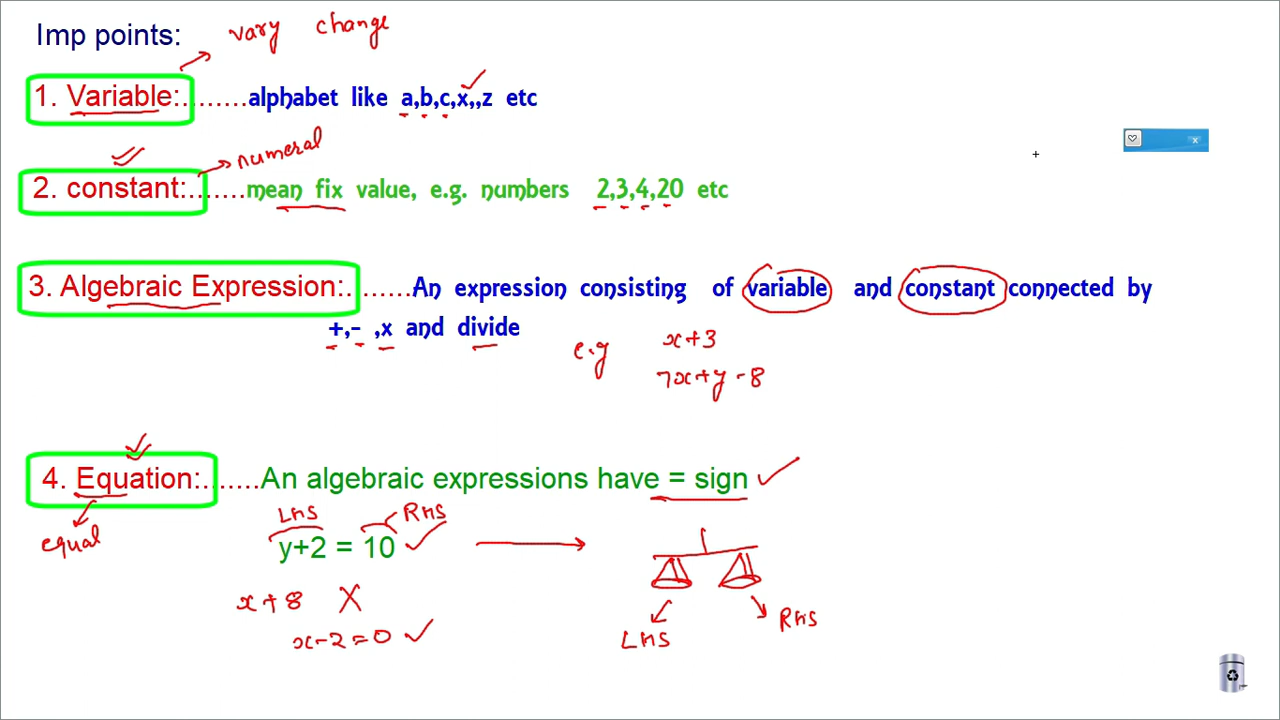 Imp points:
vary change
1. Variable:........alphabet like a,b,c,x,,z etc
numeral
2. constant:.......mean fix value, e.g. numbers 2,3,4,20 etc
3. Algebraic Expression:........An expression consisting of variable and constant connected by
+,- ,x and divide
e.g x+3
7x+y-8
4. Equation:.......An algebraic expressions have = sign
equal
LHS RHS
y+2 = 10
x+8 X
x-2=0
LHS RHS
x